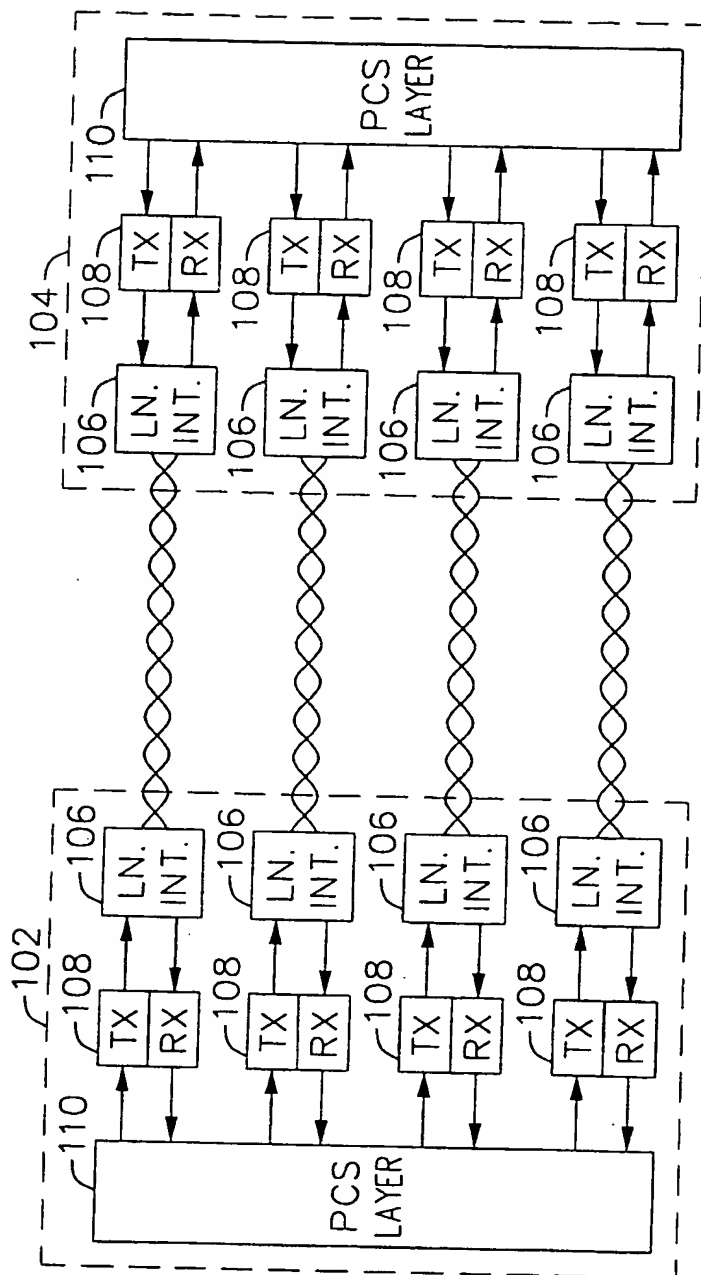 102
104
110
PCS
LAYER
108
TX
RX
106
LN.
INT.
106
LN.
INT.
108
TX
RX
110
PCS
LAYER
108
TX
RX
106
LN.
INT.
106
LN.
INT.
108
TX
RX
108
TX
RX
106
LN.
INT.
106
LN.
INT.
108
TX
RX
108
TX
RX
106
LN.
INT.
106
LN.
INT.
108
TX
RX